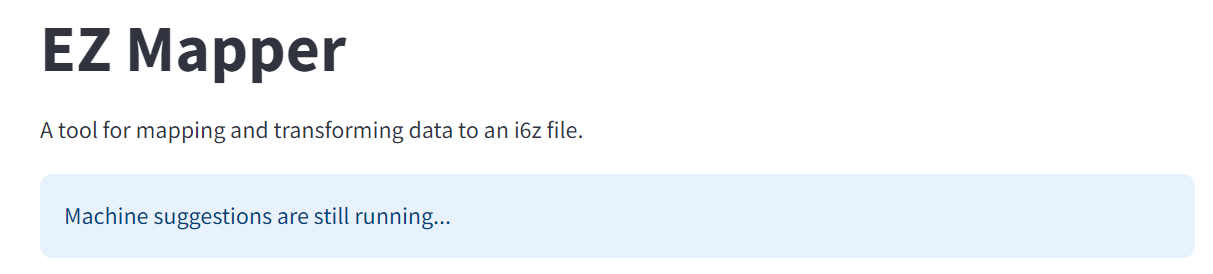 EZ Mapper
A tool for mapping and transforming data to an i6z file.
Machine suggestions are still running...